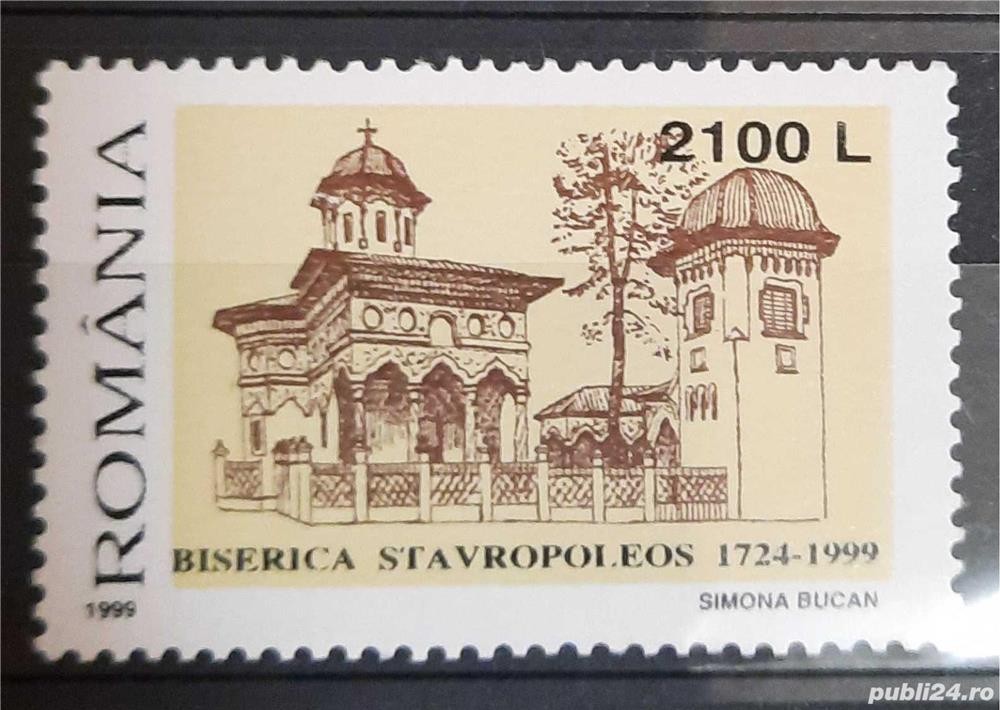 ROMÂNIA
2100 L
BISERICA STAVROPOLEOS 1724-1999
1999
SIMONA BUCAN
publi24.ro